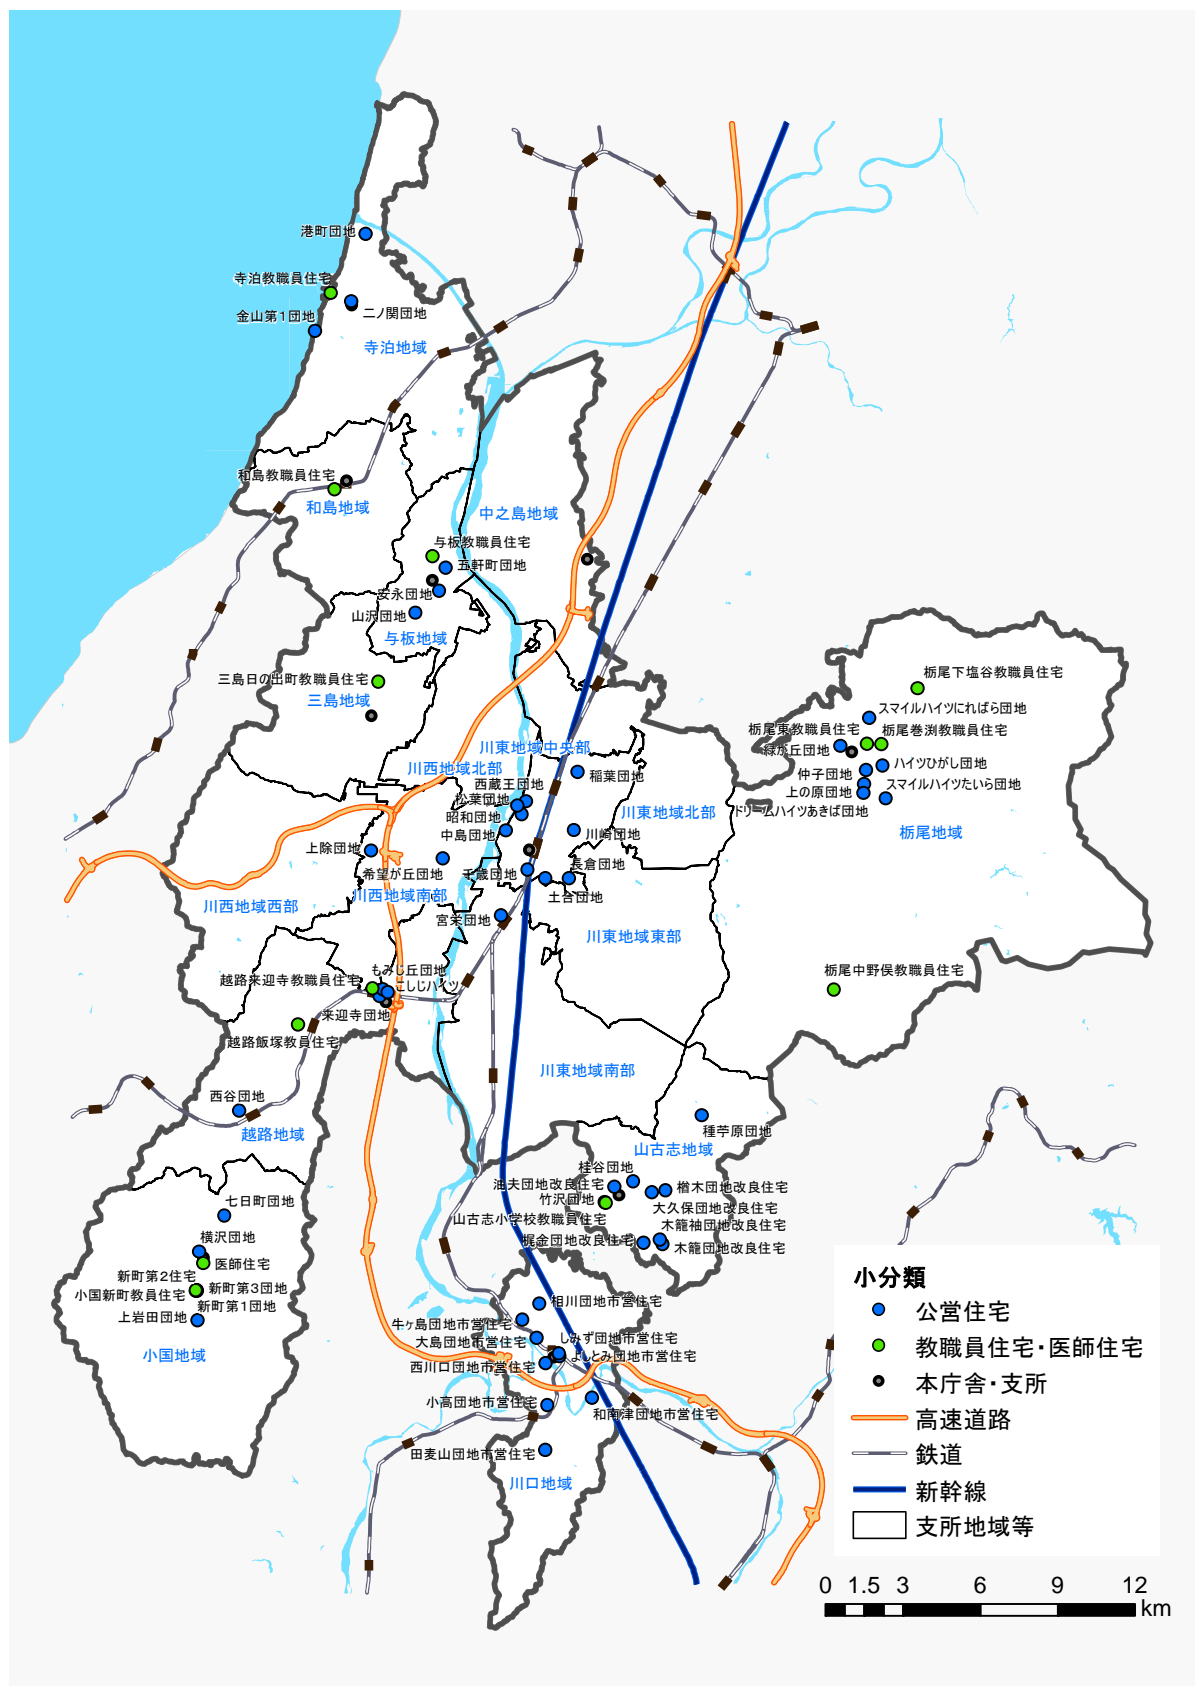 港町団地
寺泊教職員住宅
金山第1団地
二ノ関団地
寺泊地域
和島教職員住宅
和島地域
中之島地域
与板教職員住宅
五軒町団地
安永団地
山沢団地
与板地域
三島日の出町教職員住宅
三島地域
栃尾下塩谷教職員住宅
スマイルハイツにればら団地
栃尾東教職員住宅
栃尾巻渕教職員住宅
緑が丘団地
ハイツひがし団地
仲子団地
スマイルハイツたいら団地
上の原団地
ドリームハイツあきば団地
栃尾地域
川東地域中央部
川西地域北部
稲葉団地
西蔵王団地
松葉団地
昭和団地
川東地域北部
中島団地
川崎団地
上除団地
希望が丘団地
千歳団地
長倉団地
土合団地
川西地域南部
川西地域西部
宮栄団地
川東地域東部
もみじ丘団地
越路来迎寺教職員住宅
こしじハイツ
来迎寺団地
栃尾中野俣教職員住宅
越路飯塚教員住宅
川東地域南部
西谷団地
越路地域
種苧原団地
山古志地域
桂谷団地
油夫団地改良住宅
楢木団地改良住宅
竹沢団地
大久保団地改良住宅
山古志小学校教職員住宅
木籠袖団地改良住宅
梶金団地改良住宅
木籠団地改良住宅
七日町団地
横沢団地
医師住宅
新町第2住宅
新町第3団地
小国新町教員住宅
新町第1団地
上岩田団地
小国地域
相川団地市営住宅
牛ヶ島団地市営住宅
しみず団地市営住宅
大島団地市営住宅
よしとみ団地市営住宅
西川口団地市営住宅
小高団地市営住宅
和南津団地市営住宅
田麦山団地市営住宅
川口地域
小分類
公営住宅
教職員住宅・医師住宅
本庁舎・支所
高速道路
鉄道
新幹線
支所地域等
0 1.5 3 6 9 12
km